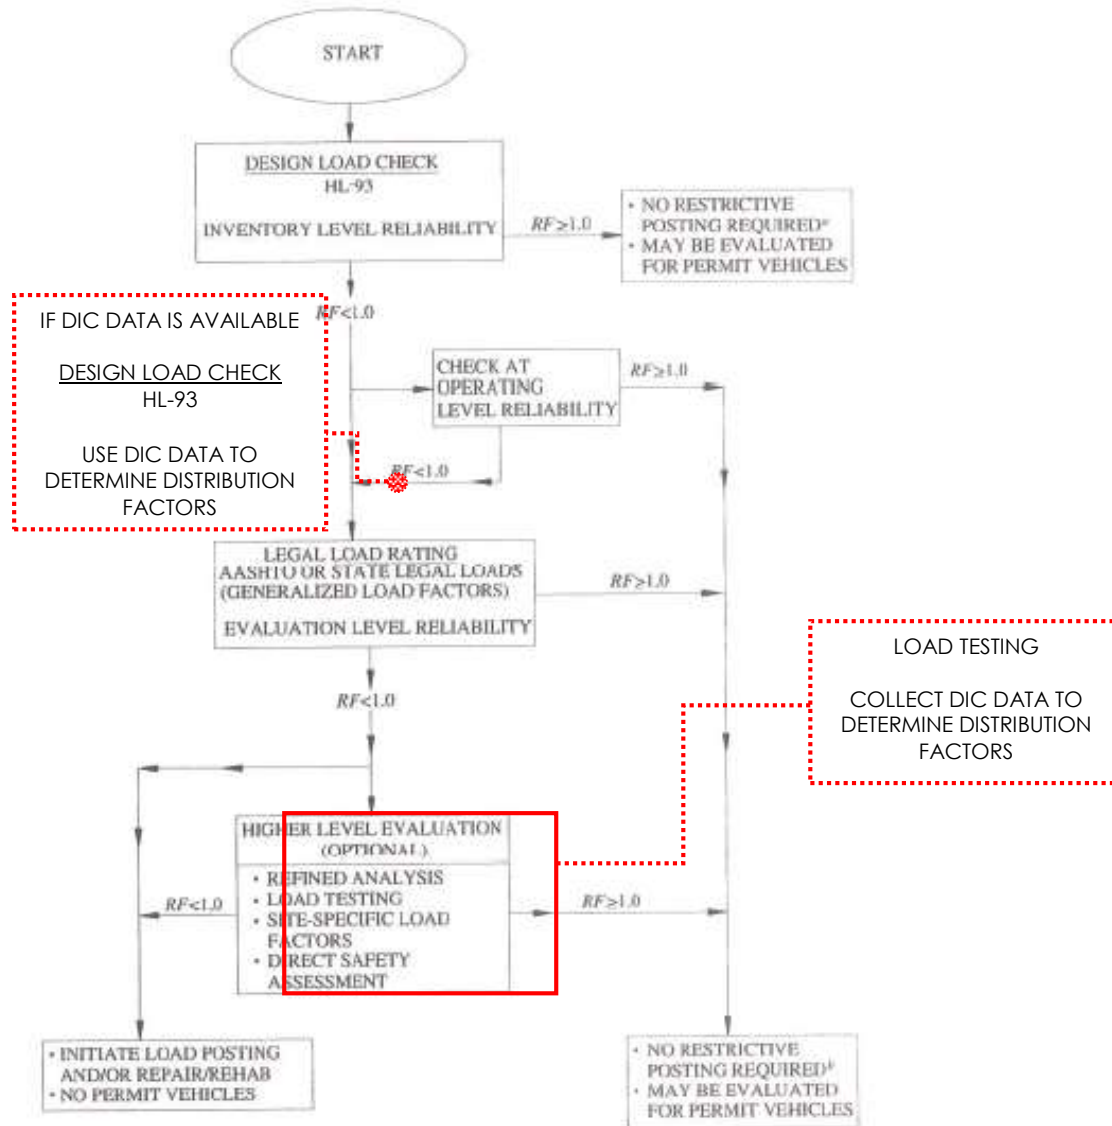 START
DESIGN LOAD CHECK
HL-93
INVENTORY LEVEL RELIABILITY
RF≥1.0
• NO RESTRICTIVE
POSTING REQUIREDᵃ
• MAY BE EVALUATED
FOR PERMIT VEHICLES
RF<1.0
IF DIC DATA IS AVAILABLE
DESIGN LOAD CHECK
HL-93
USE DIC DATA TO
DETERMINE DISTRIBUTION
FACTORS
CHECK AT
OPERATING
LEVEL RELIABILITY
RF≥1.0
RF<1.0
LEGAL LOAD RATING
AASHTO OR STATE LEGAL LOADS
(GENERALIZED LOAD FACTORS)
EVALUATION LEVEL RELIABILITY
RF≥1.0
LOAD TESTING
COLLECT DIC DATA TO
DETERMINE DISTRIBUTION
FACTORS
RF<1.0
HIGHER LEVEL EVALUATION
(OPTIONAL)
• REFINED ANALYSIS
• LOAD TESTING
• SITE-SPECIFIC LOAD
FACTORS
• DIRECT SAFETY
ASSESSMENT
RF<1.0
RF≥1.0
• INITIATE LOAD POSTING
AND/OR REPAIR/REHAB
• NO PERMIT VEHICLES
• NO RESTRICTIVE
POSTING REQUIREDᵇ
• MAY BE EVALUATED
FOR PERMIT VEHICLES